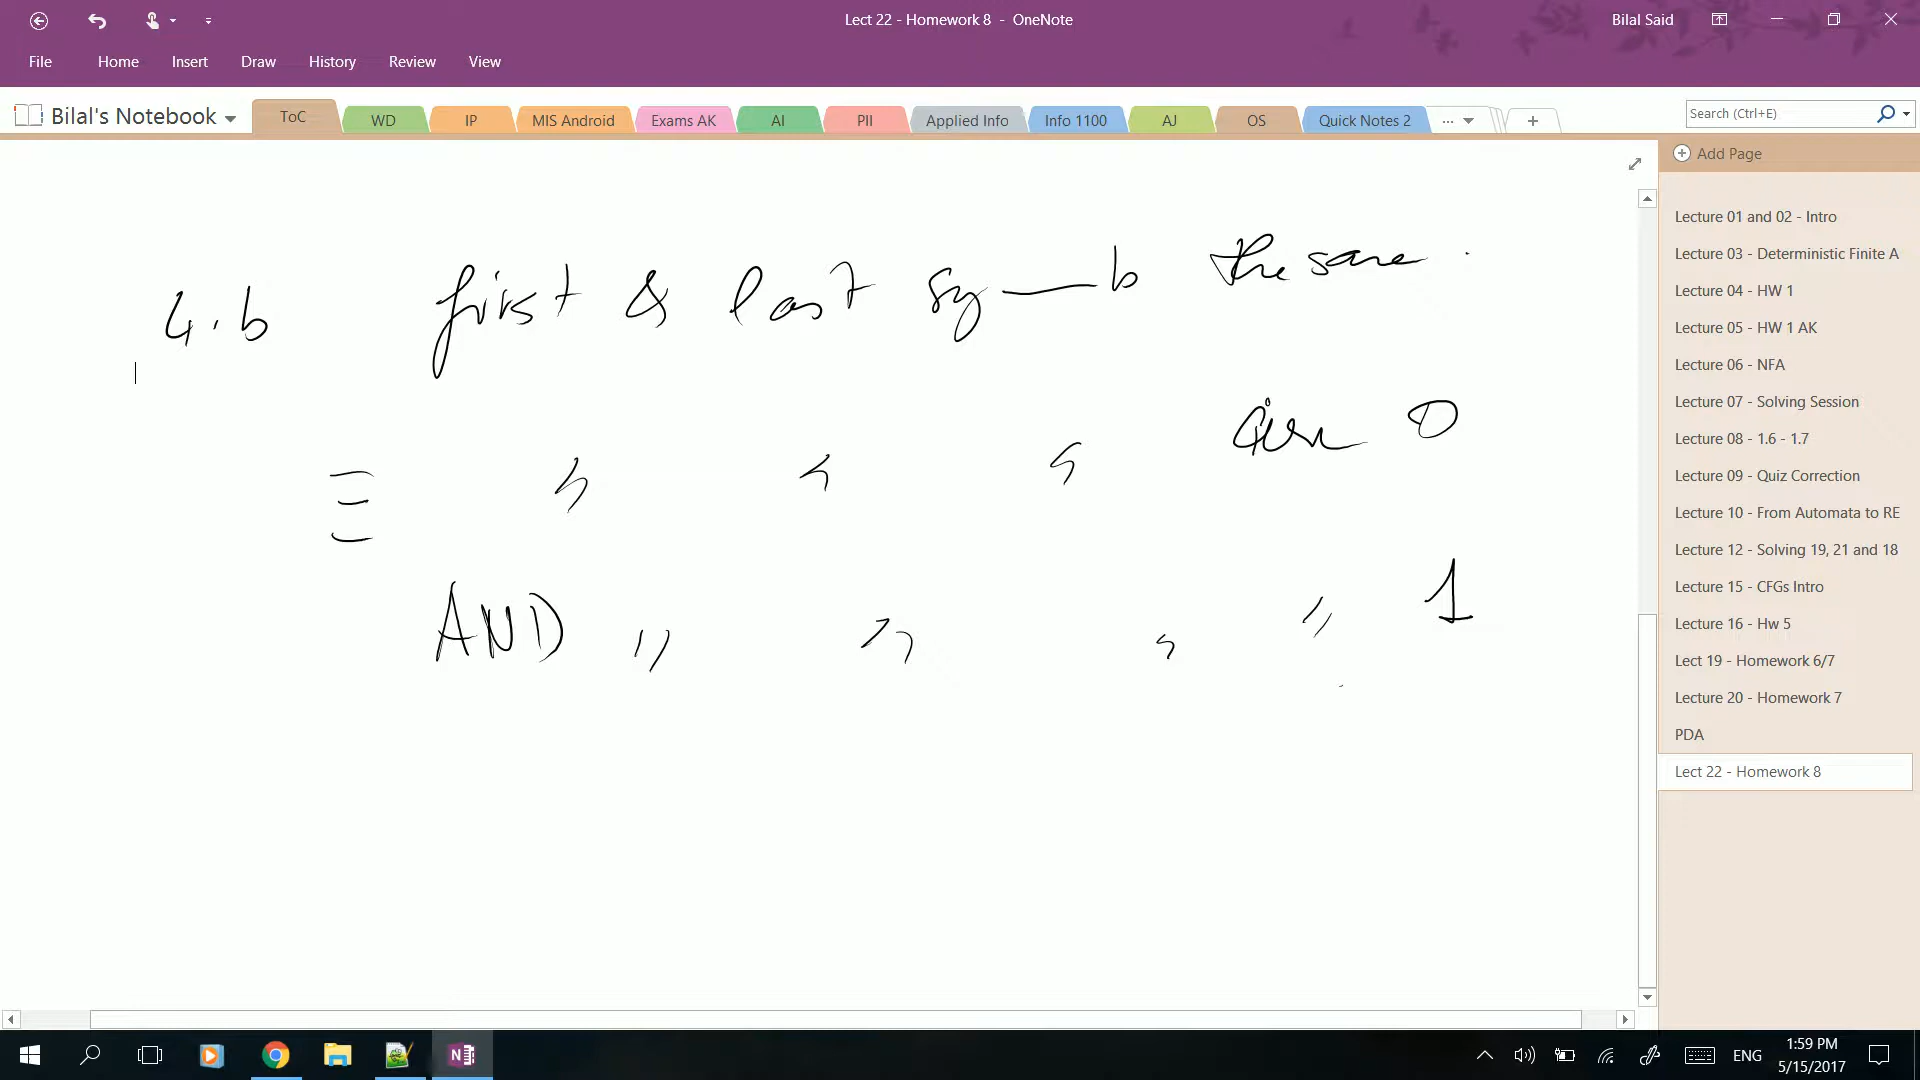 Lect 22 - Homework 8 - OneNote
Bilal Said
File Home Insert Draw History Review View
Bilal's Notebook ToC WD IP MIS Android Exams AK AI PII Applied Info Info 1100 AJ OS Quick Notes 2 ... Search (Ctrl+E)
Add Page
Lecture 01 and 02 - Intro
Lecture 03 - Deterministic Finite A
Lecture 04 - HW 1
Lecture 05 - HW 1 AK
Lecture 06 - NFA
Lecture 07 - Solving Session
Lecture 08 - 1.6 - 1.7
Lecture 09 - Quiz Correction
Lecture 10 - From Automata to RE
Lecture 12 - Solving 19, 21 and 18
Lecture 15 - CFGs Intro
Lecture 16 - Hw 5
Lect 19 - Homework 6/7
Lecture 20 - Homework 7
PDA
Lect 22 - Homework 8
4.b first & last sy—b the same.
≡ " " " are 0
AND " " " " 1
ENG
1:59 PM
5/15/2017